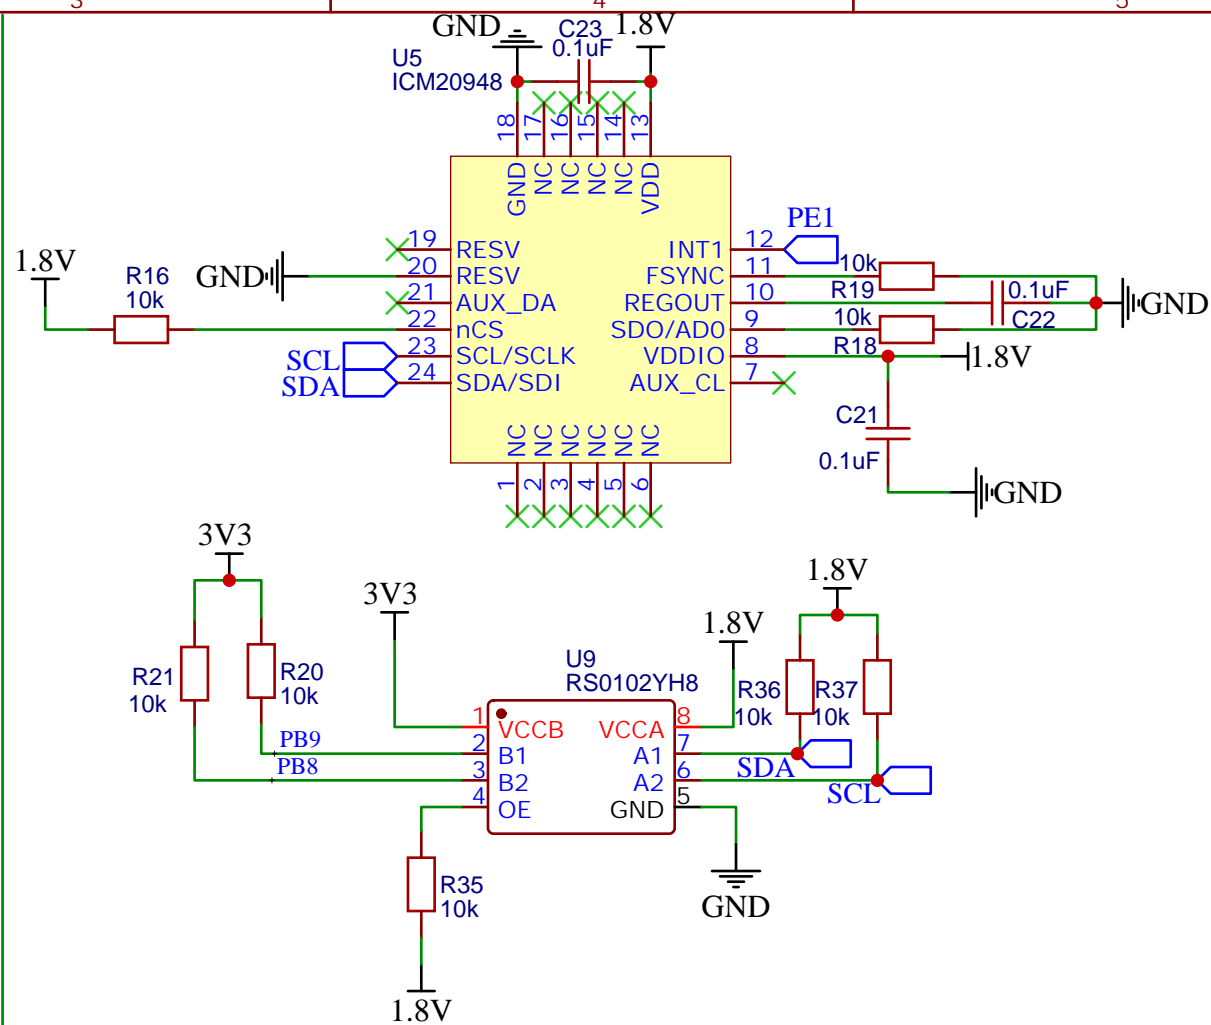 3
4
5
GND
C23
0.1uF
1.8V
U5
ICM20948
18
17
16
15
14
13
GND
NC
NC
NC
NC
VDD
PE1
19
RESV
INT1
12
1.8V
R16
10k
GND
20
RESV
FSYNC
11
10k
R19
21
AUX_DA
REGOUT
10
0.1uF
C22
GND
22
nCS
SDO/AD0
9
10k
R18
SCL
23
SCL/SCLK
VDDIO
8
1.8V
SDA
24
SDA/SDI
AUX_CL
7
C21
0.1uF
GND
NC
NC
NC
NC
NC
NC
1
2
3
4
5
6
3V3
3V3
1.8V
1.8V
R21
10k
R20
10k
U9
RS0102YH8
R36
10k
R37
10k
1
VCCB
VCCA
8
PB9
2
B1
A1
7
SDA
PB8
3
B2
A2
6
SCL
4
OE
GND
5
R35
10k
GND
1.8V